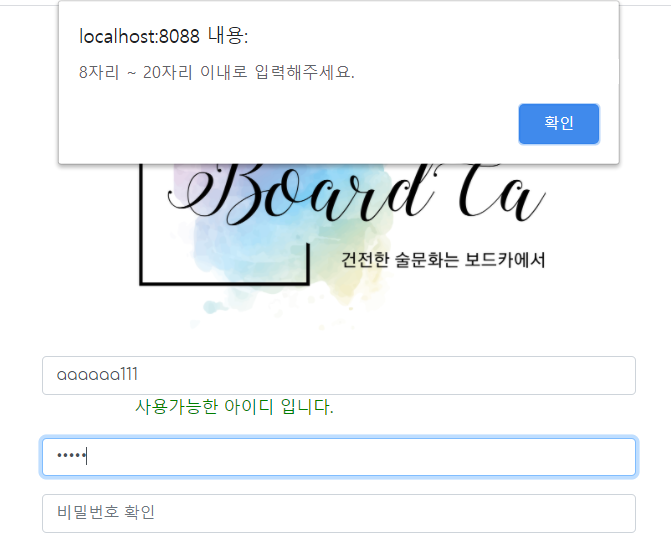 localhost:8088 내용:
8자리 ~ 20자리 이내로 입력해주세요.
확인
Board Ca
건전한 술문화는 보드카에서
aaaaaa111
사용가능한 아이디 입니다.
•••••
비밀번호 확인